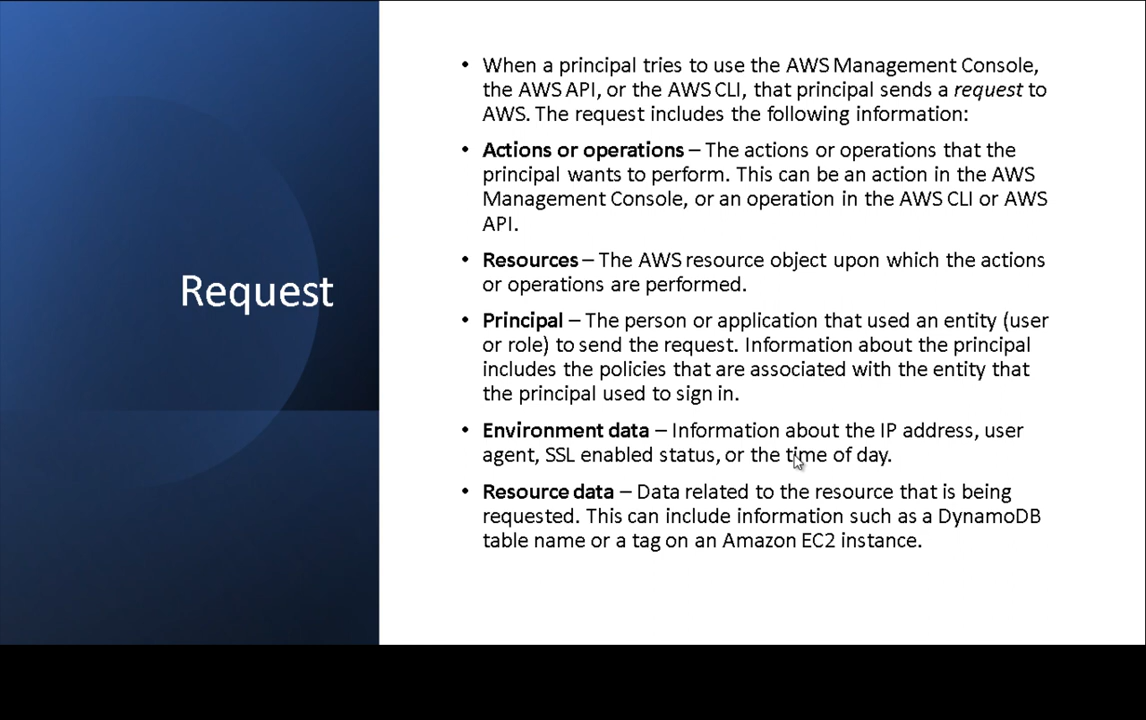 Request
• When a principal tries to use the AWS Management Console,
the AWS API, or the AWS CLI, that principal sends a request to
AWS. The request includes the following information:
• Actions or operations – The actions or operations that the
principal wants to perform. This can be an action in the AWS
Management Console, or an operation in the AWS CLI or AWS
API.
• Resources – The AWS resource object upon which the actions
or operations are performed.
• Principal – The person or application that used an entity (user
or role) to send the request. Information about the principal
includes the policies that are associated with the entity that
the principal used to sign in.
• Environment data – Information about the IP address, user
agent, SSL enabled status, or the time of day.
• Resource data – Data related to the resource that is being
requested. This can include information such as a DynamoDB
table name or a tag on an Amazon EC2 instance.